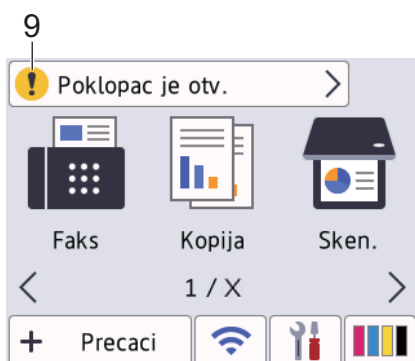 9
Poklopac je otv.
Faks Kopija Sken.
1 / X
+ Precaci